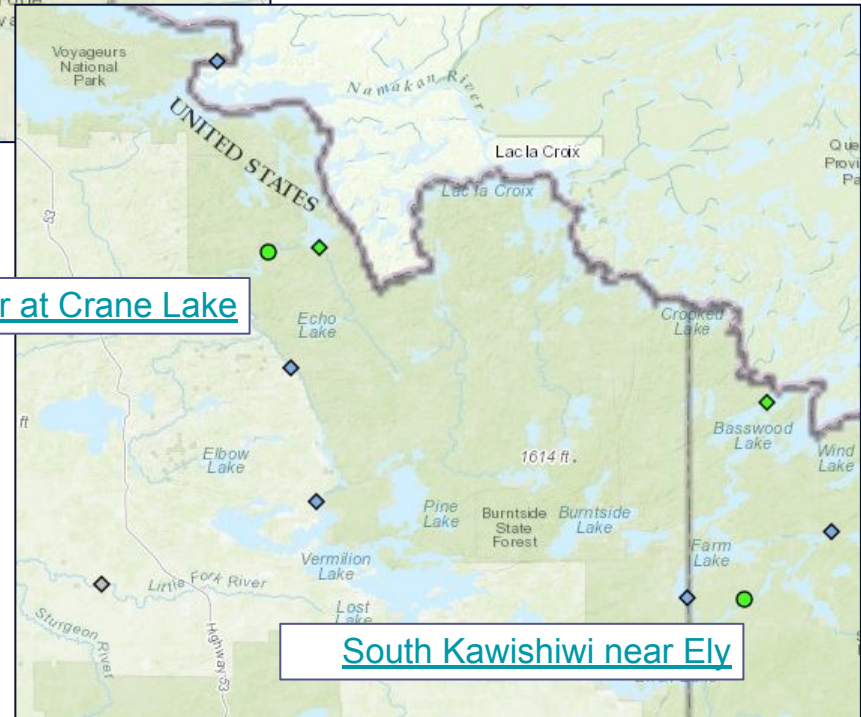 Voyageurs
National
Park
Namakan River
UNITED STATES
Lac la Croix
Lac la Croix
53
Echo
Lake
r at Crane Lake
Crooked
Lake
ft
Basswood
Lake
Wind
Lake
Elbow
Lake
1614 ft.
Pine
Lake
Burntside
State
Forest
Burntside
Lake
Farm
Lake
Vermilion
Lake
Little Fork River
Lost
Sturgeon
River
Highway 53
South Kawishiwi near Ely